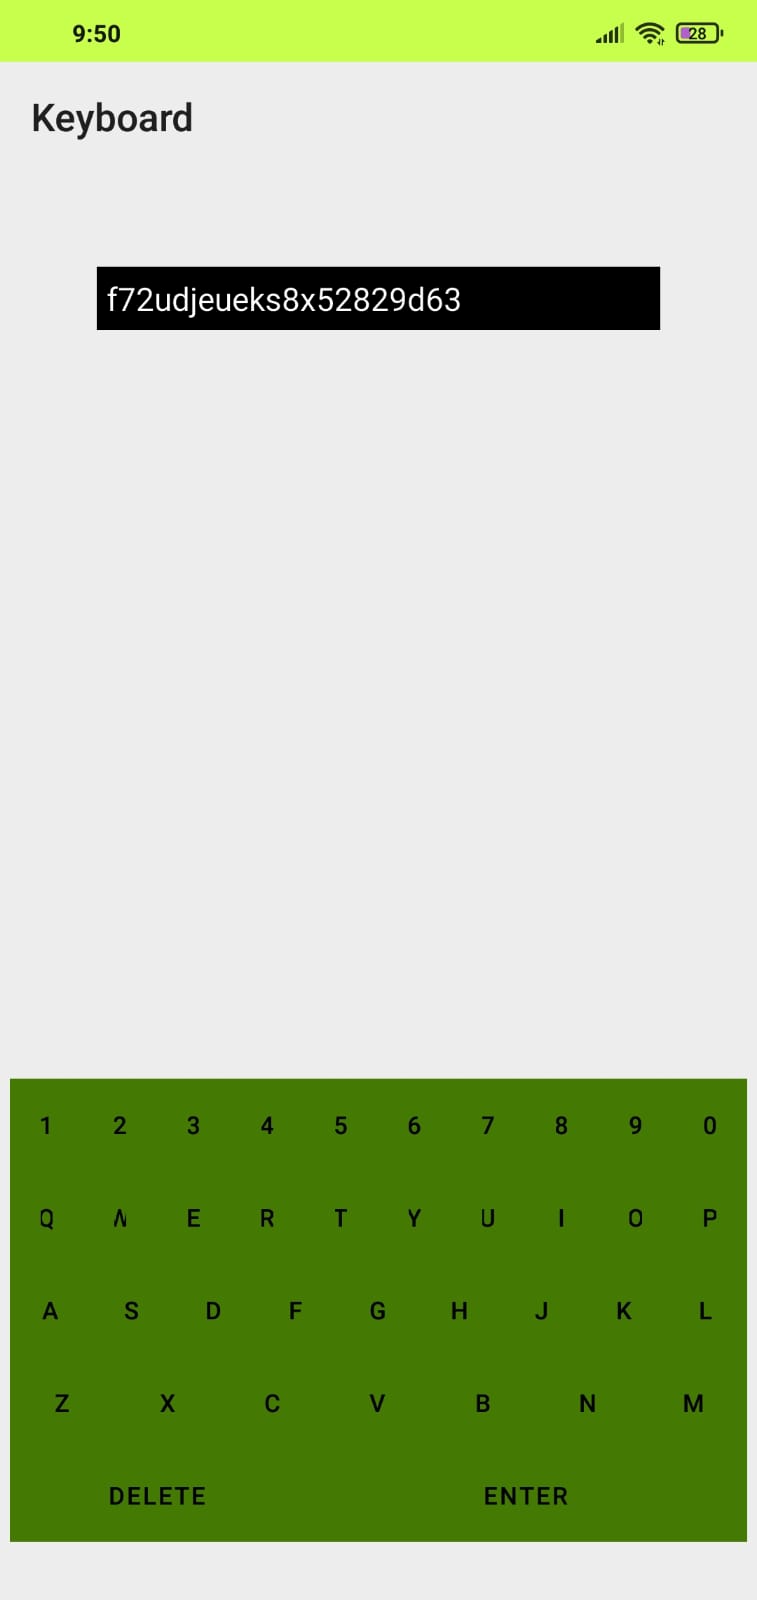 9:50
28
Keyboard
f72udjeueks8x52829d63
1 2 3 4 5 6 7 8 9 0
Q W E R T Y U I O P
A S D F G H J K L
Z X C V B N M
DELETE ENTER